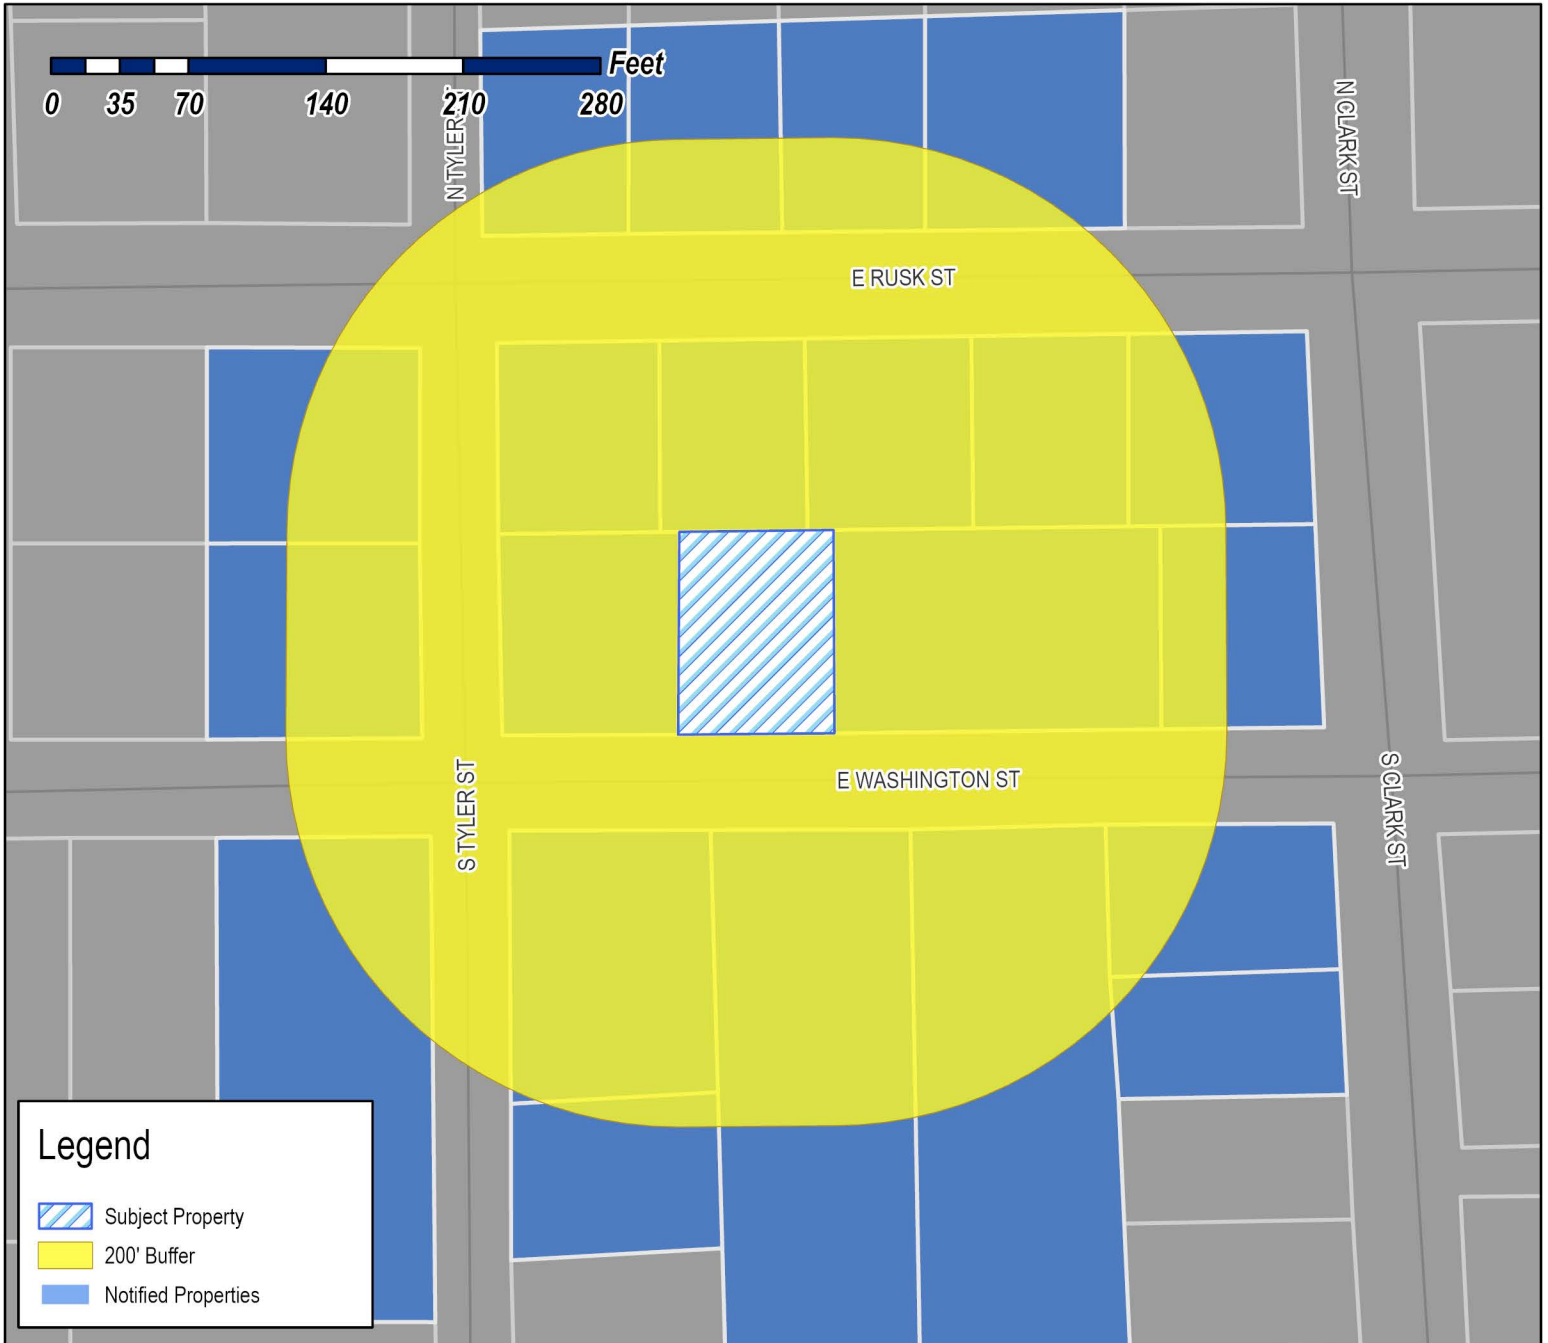 Feet
0 35 70 140 210 280
N TYLER
N CLARK ST
E RUSK ST
E WASHINGTON ST
S TYLER ST
S CLARK ST
Legend
Subject Property
200' Buffer
Notified Properties